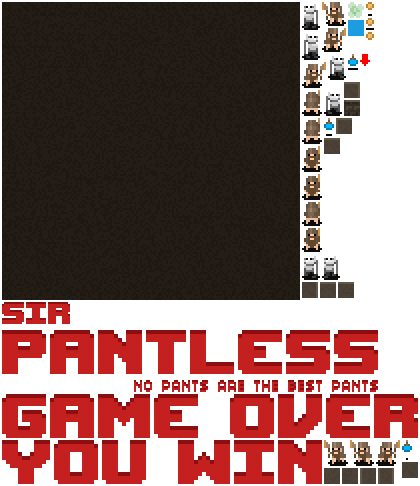 SIR
PANTLESS
NO PANTS ARE THE BEST PANTS
GAME OVER
YOU WIN